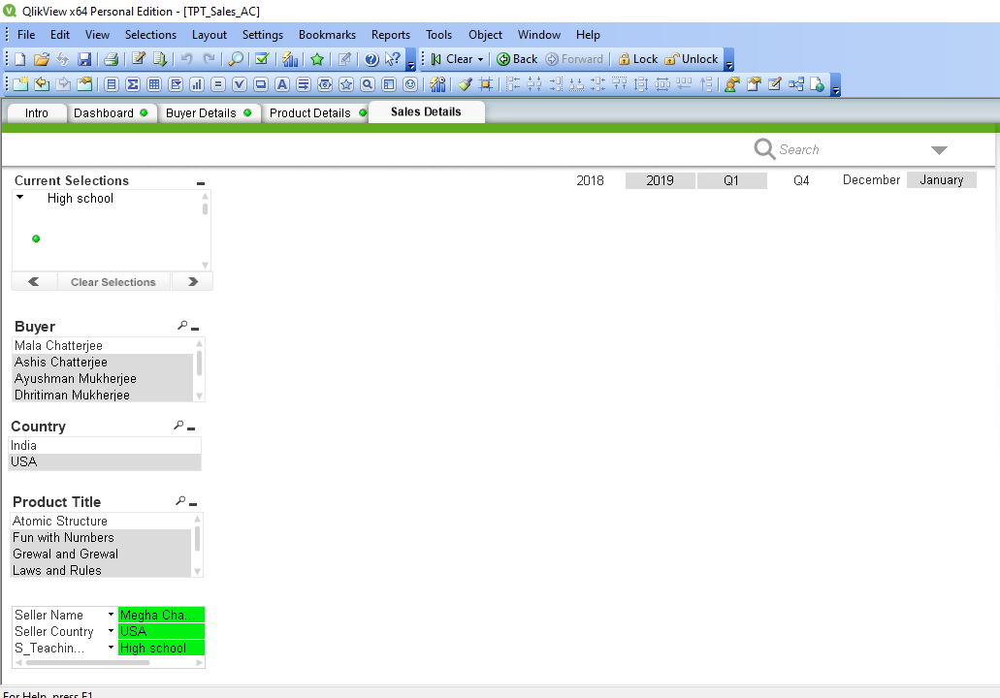 QlikView x64 Personal Edition - [TPT_Sales_AC]
File Edit View Selections Layout Settings Bookmarks Reports Tools Object Window Help
Clear Back Forward Lock Unlock
Intro Dashboard Buyer Details Product Details Sales Details
Search
Current Selections
2018 2019 Q1 Q4 December January
High school
Clear Selections
Buyer
Mala Chatterjee
Ashis Chatterjee
Ayushman Mukherjee
Dhritiman Mukherjee
Country
India
USA
Product Title
Atomic Structure
Fun with Numbers
Grewal and Grewal
Laws and Rules
Seller Name Megha Cha...
Seller Country USA
S_Teachin... High school
For Help, press F1